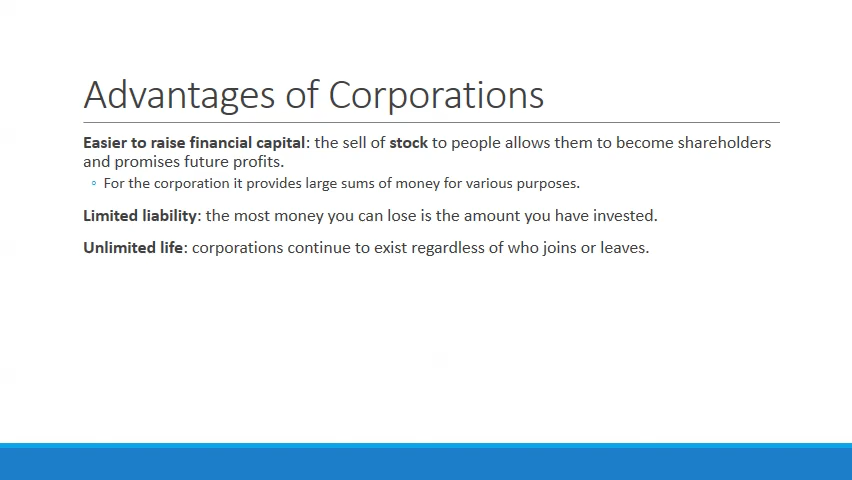 Advantages of Corporations
Easier to raise financial capital: the sell of stock to people allows them to become shareholders
and promises future profits.
◦ For the corporation it provides large sums of money for various purposes.
Limited liability: the most money you can lose is the amount you have invested.
Unlimited life: corporations continue to exist regardless of who joins or leaves.